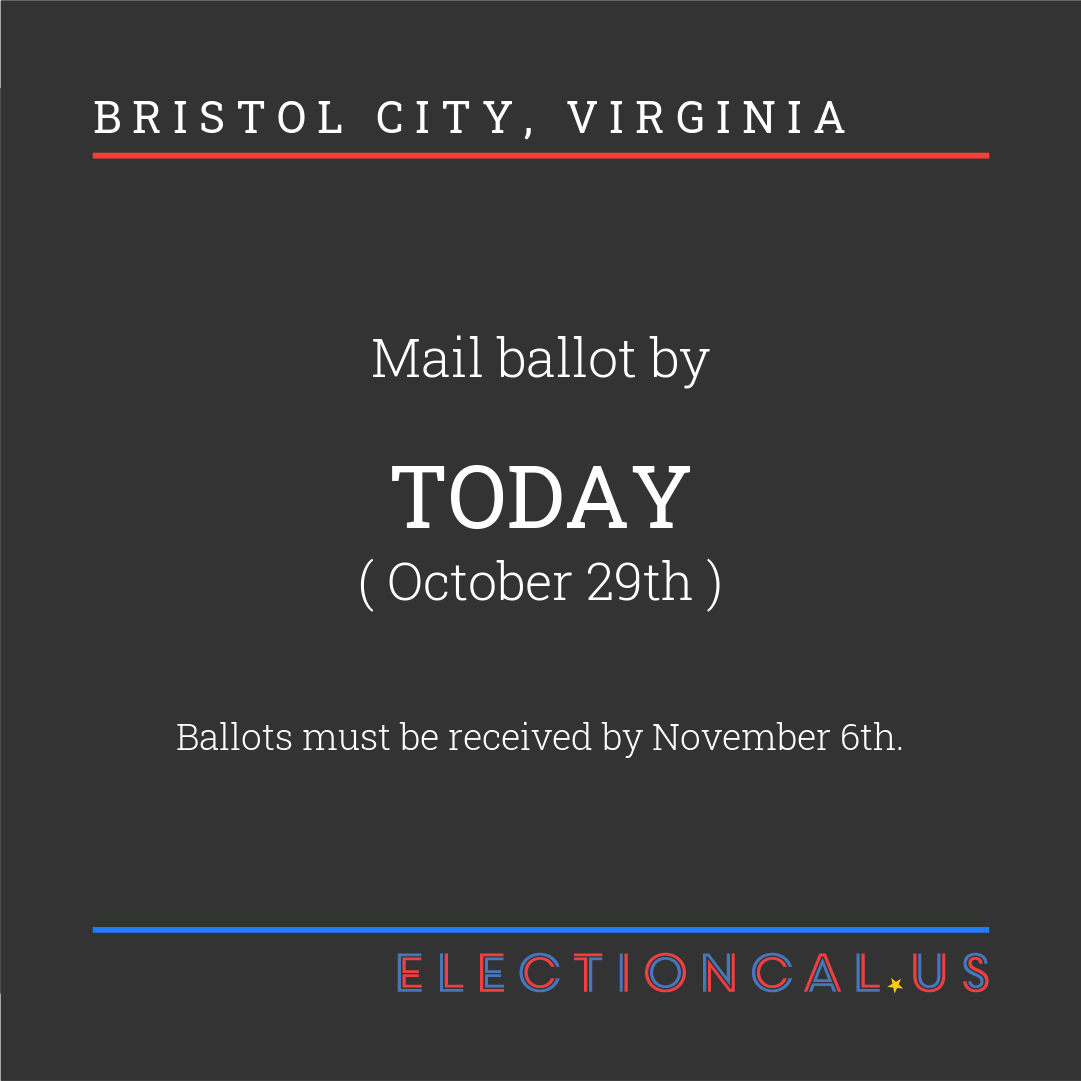 BRISTOL CITY, VIRGINIA
Mail ballot by
TODAY
( October 29th )
Ballots must be received by November 6th.
ELECTIONCAL.US